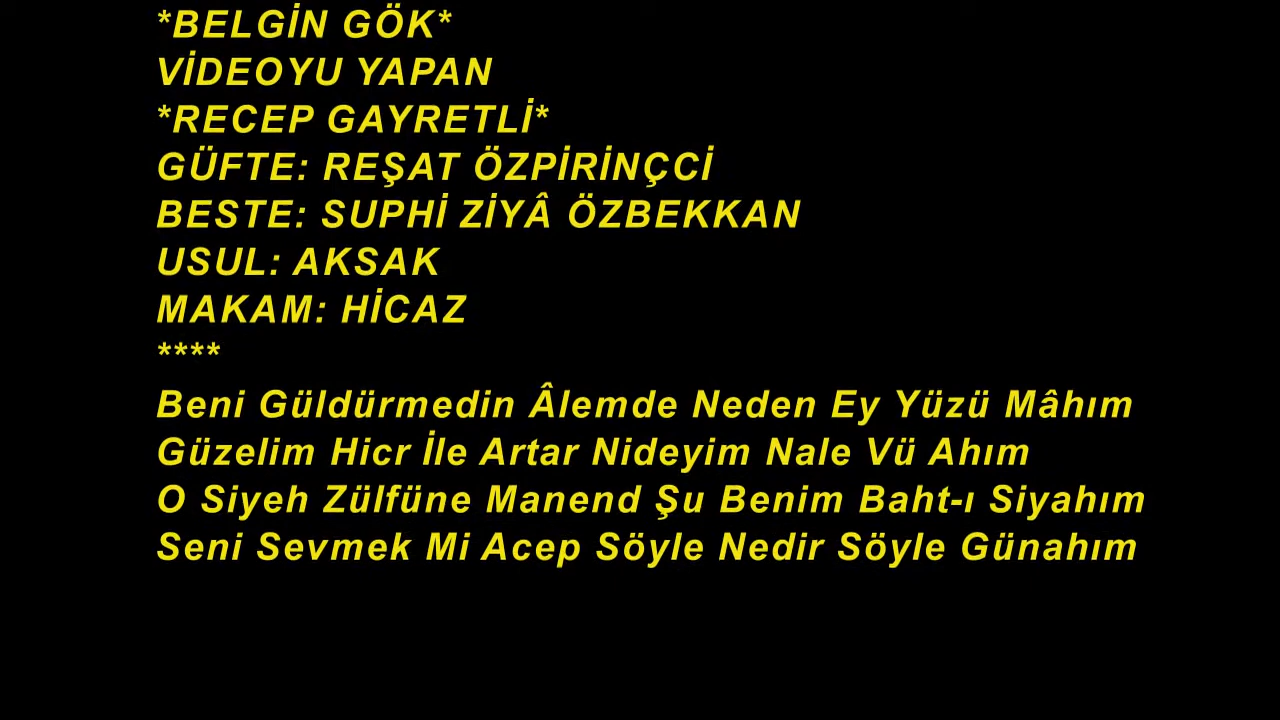 *BELGİN GÖK*
VİDEOYU YAPAN
*RECEP GAYRETLİ*
GÜFTE: REŞAT ÖZPİRİNÇCİ
BESTE: SUPHİ ZİYÂ ÖZBEKKAN
USUL: AKSAK
MAKAM: HİCAZ
****
Beni Güldürmedin Âlemde Neden Ey Yüzü Mâhım
Güzelim Hicr İle Artar Nideyim Nale Vü Ahım
O Siyeh Zülfüne Manend Şu Benim Baht-ı Siyahım
Seni Sevmek Mi Acep Söyle Nedir Söyle Günahım